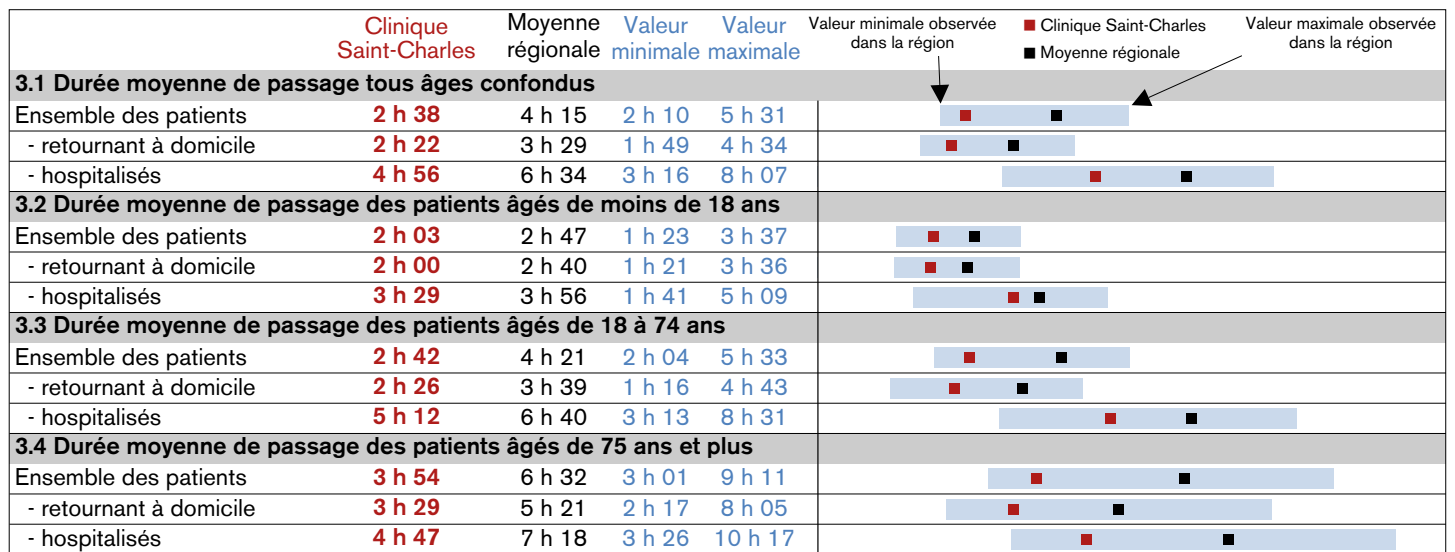 Clinique Saint-Charles Moyenne régionale Valeur minimale Valeur maximale
Valeur minimale observée dans la région
Clinique Saint-Charles
Moyenne régionale
Valeur maximale observée dans la région
3.1 Durée moyenne de passage tous âges confondus
Ensemble des patients 2 h 38 4 h 15 2 h 10 5 h 31
- retournant à domicile 2 h 22 3 h 29 1 h 49 4 h 34
- hospitalisés 4 h 56 6 h 34 3 h 16 8 h 07
3.2 Durée moyenne de passage des patients âgés de moins de 18 ans
Ensemble des patients 2 h 03 2 h 47 1 h 23 3 h 37
- retournant à domicile 2 h 00 2 h 40 1 h 21 3 h 36
- hospitalisés 3 h 29 3 h 56 1 h 41 5 h 09
3.3 Durée moyenne de passage des patients âgés de 18 à 74 ans
Ensemble des patients 2 h 42 4 h 21 2 h 04 5 h 33
- retournant à domicile 2 h 26 3 h 39 1 h 16 4 h 43
- hospitalisés 5 h 12 6 h 40 3 h 13 8 h 31
3.4 Durée moyenne de passage des patients âgés de 75 ans et plus
Ensemble des patients 3 h 54 6 h 32 3 h 01 9 h 11
- retournant à domicile 3 h 29 5 h 21 2 h 17 8 h 05
- hospitalisés 4 h 47 7 h 18 3 h 26 10 h 17